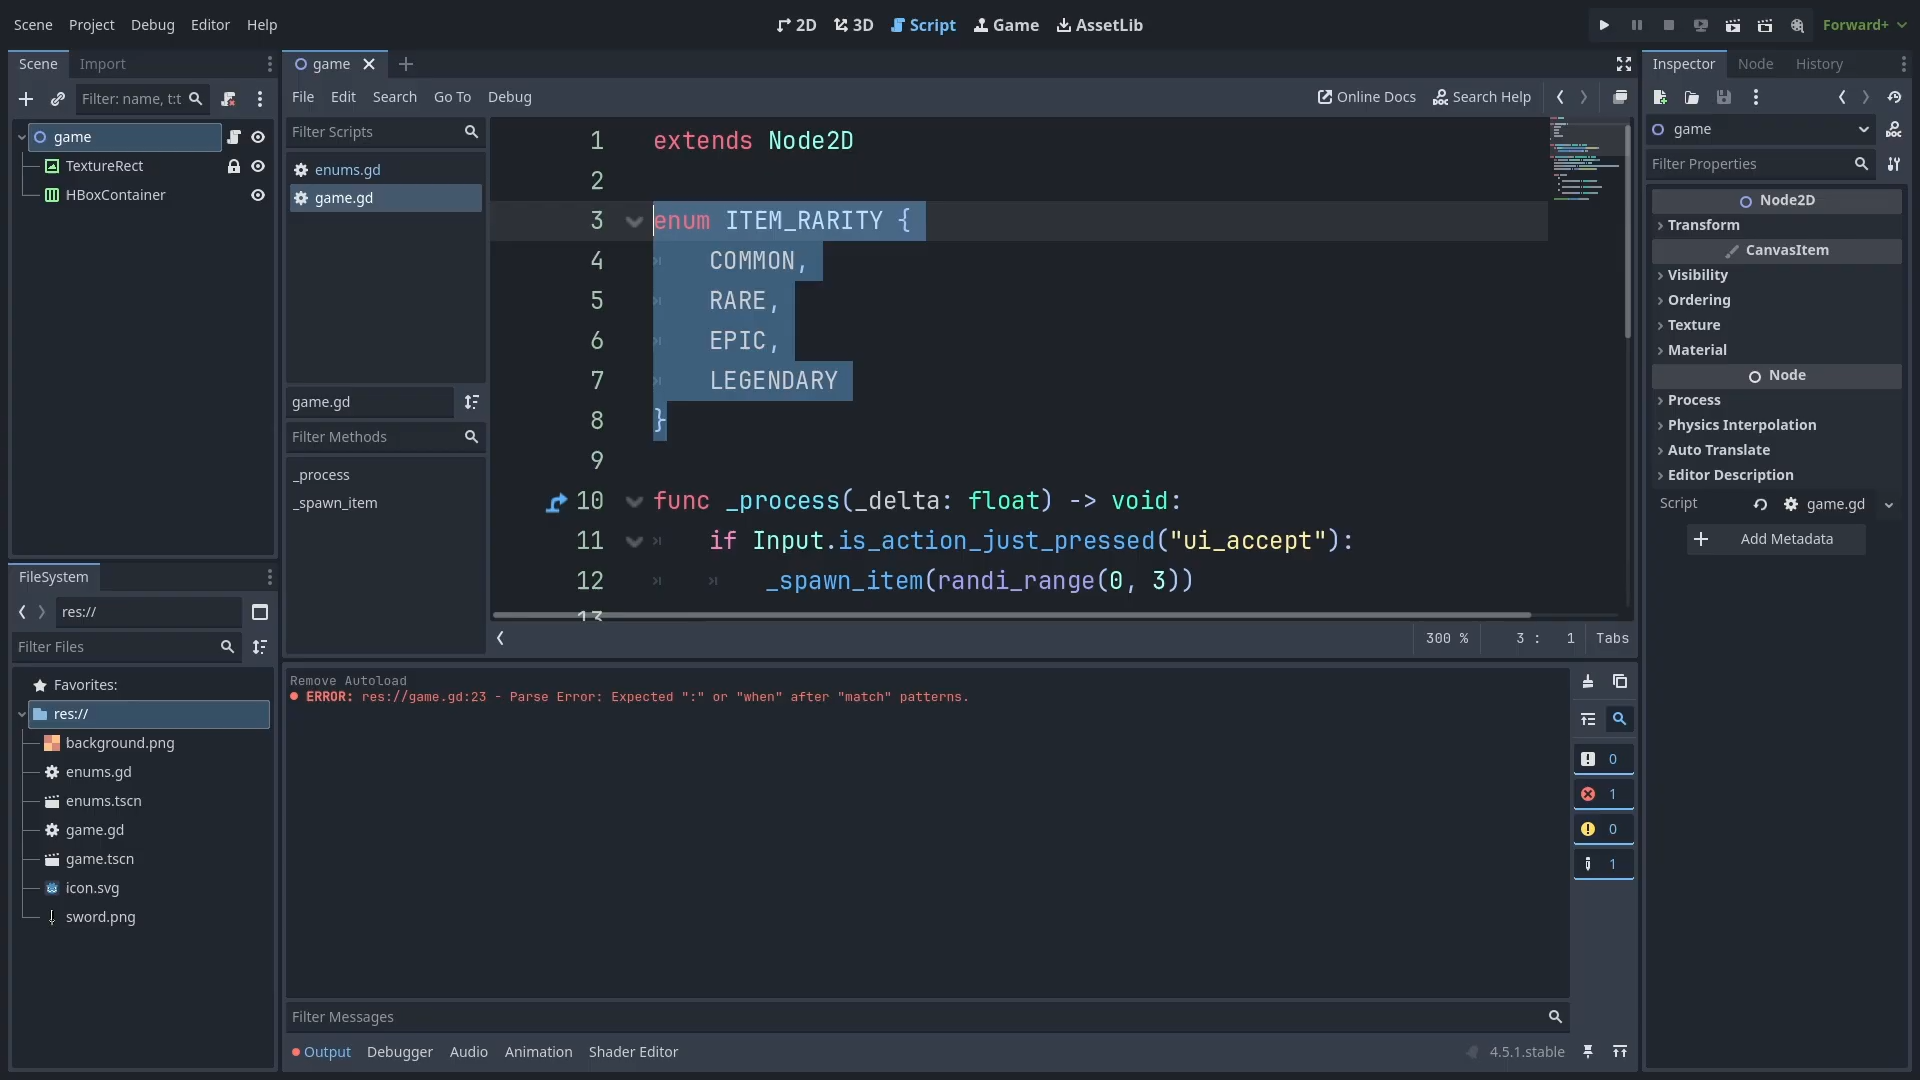 Scene Project Debug Editor Help
2D 3D Script Game AssetLib
Forward+
Scene Import
Filter: name, t:t
game
TextureRect
HBoxContainer
FileSystem
res://
Filter Files
Favorites:
res://
background.png
enums.gd
enums.tscn
game.gd
game.tscn
icon.svg
sword.png
game
File Edit Search Go To Debug
Online Docs Search Help
Filter Scripts
enums.gd
game.gd
game.gd
Filter Methods
_process
_spawn_item
1 extends Node2D
2
3 enum ITEM_RARITY {
4 COMMON,
5 RARE,
6 EPIC,
7 LEGENDARY
8 }
9
10 func _process(_delta: float) -> void:
11 if Input.is_action_just_pressed("ui_accept"):
12 _spawn_item(randi_range(0, 3))
13
300 % 3 : 1 Tabs
Remove Autoload
ERROR: res://game.gd:23 - Parse Error: Expected ":" or "when" after "match" patterns.
0
1
0
1
Filter Messages
Output Debugger Audio Animation Shader Editor
4.5.1.stable
Inspector Node History
game
Filter Properties
Node2D
Transform
CanvasItem
Visibility
Ordering
Texture
Material
Node
Process
Physics Interpolation
Auto Translate
Editor Description
Script game.gd
Add Metadata